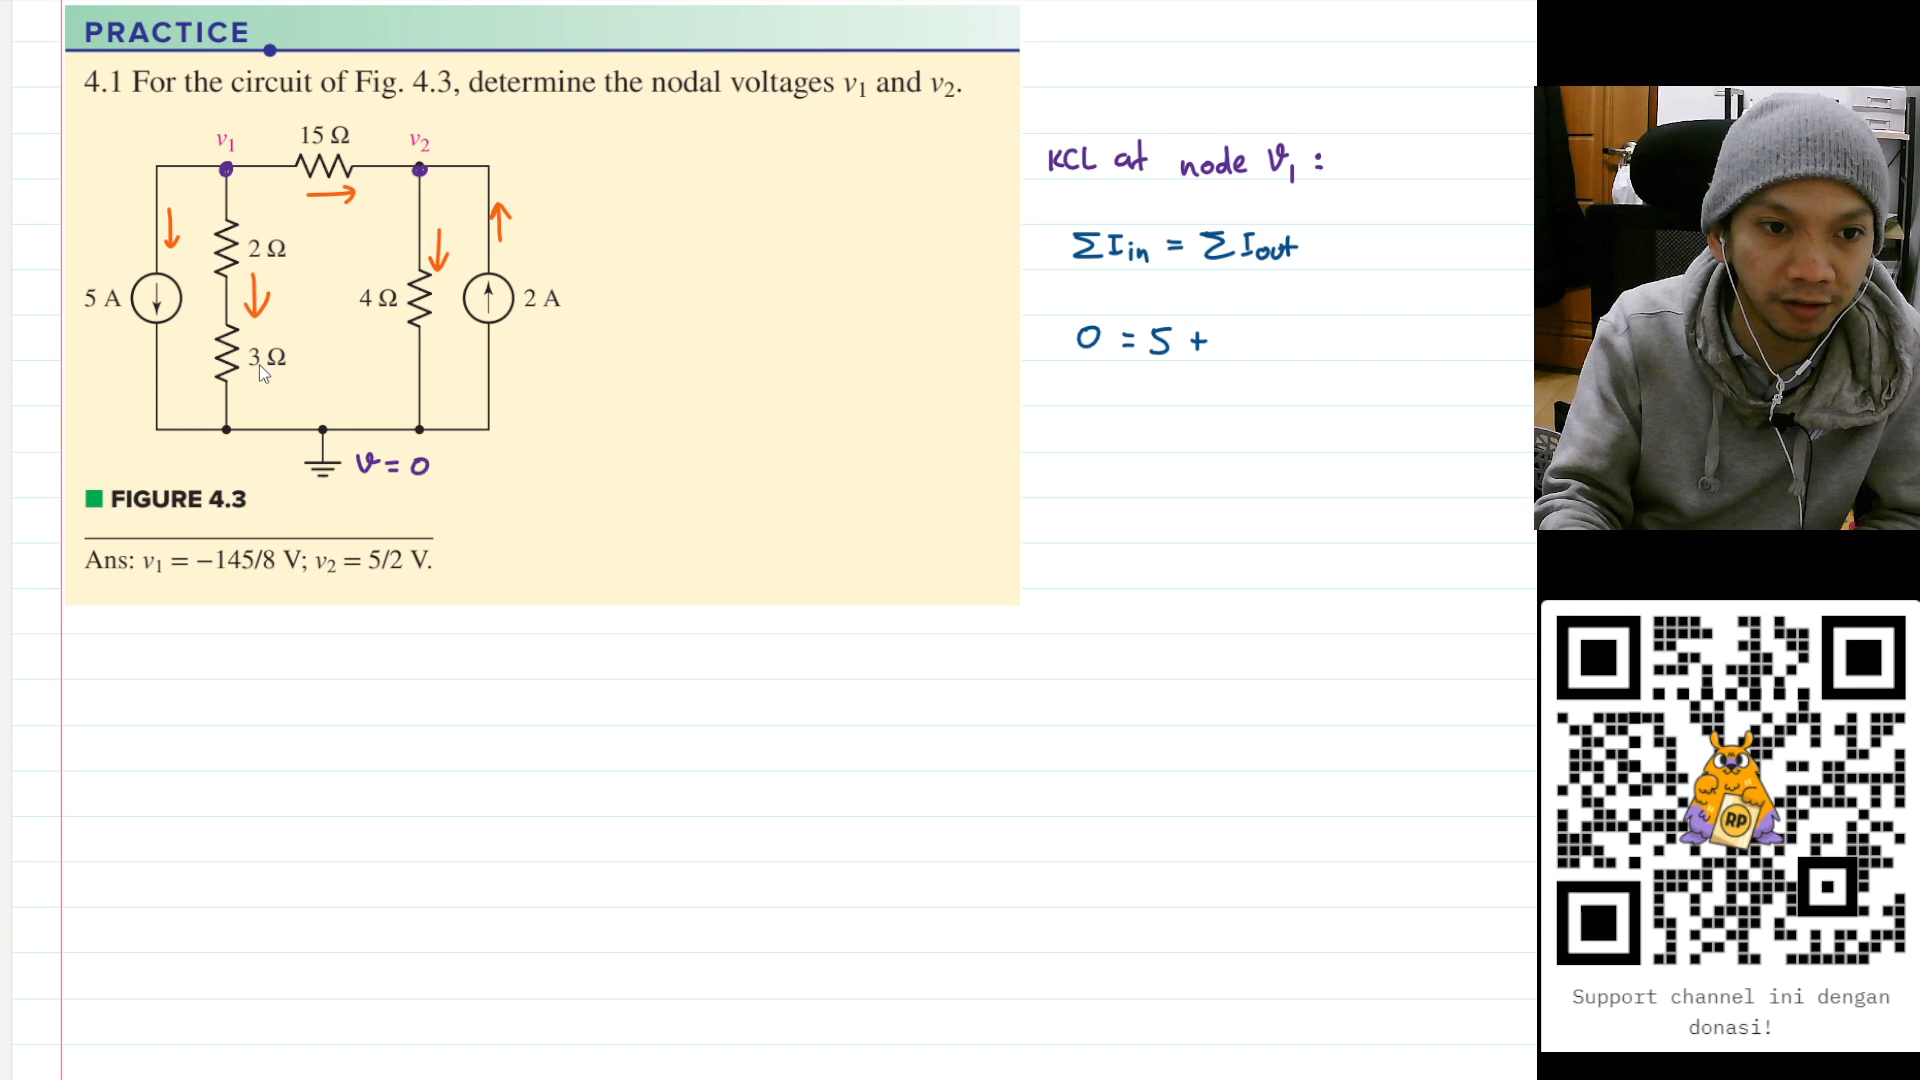 PRACTICE
4.1 For the circuit of Fig. 4.3, determine the nodal voltages v₁ and v₂.
v₁
15 Ω
v₂
2 Ω
5 A
4 Ω
2 A
3 Ω
v = 0
FIGURE 4.3
Ans: v₁ = −145/8 V; v₂ = 5/2 V.
KCL at node v₁ :
ΣIin = ΣIout
0 = 5 +
RP
Support channel ini dengan
donasi!